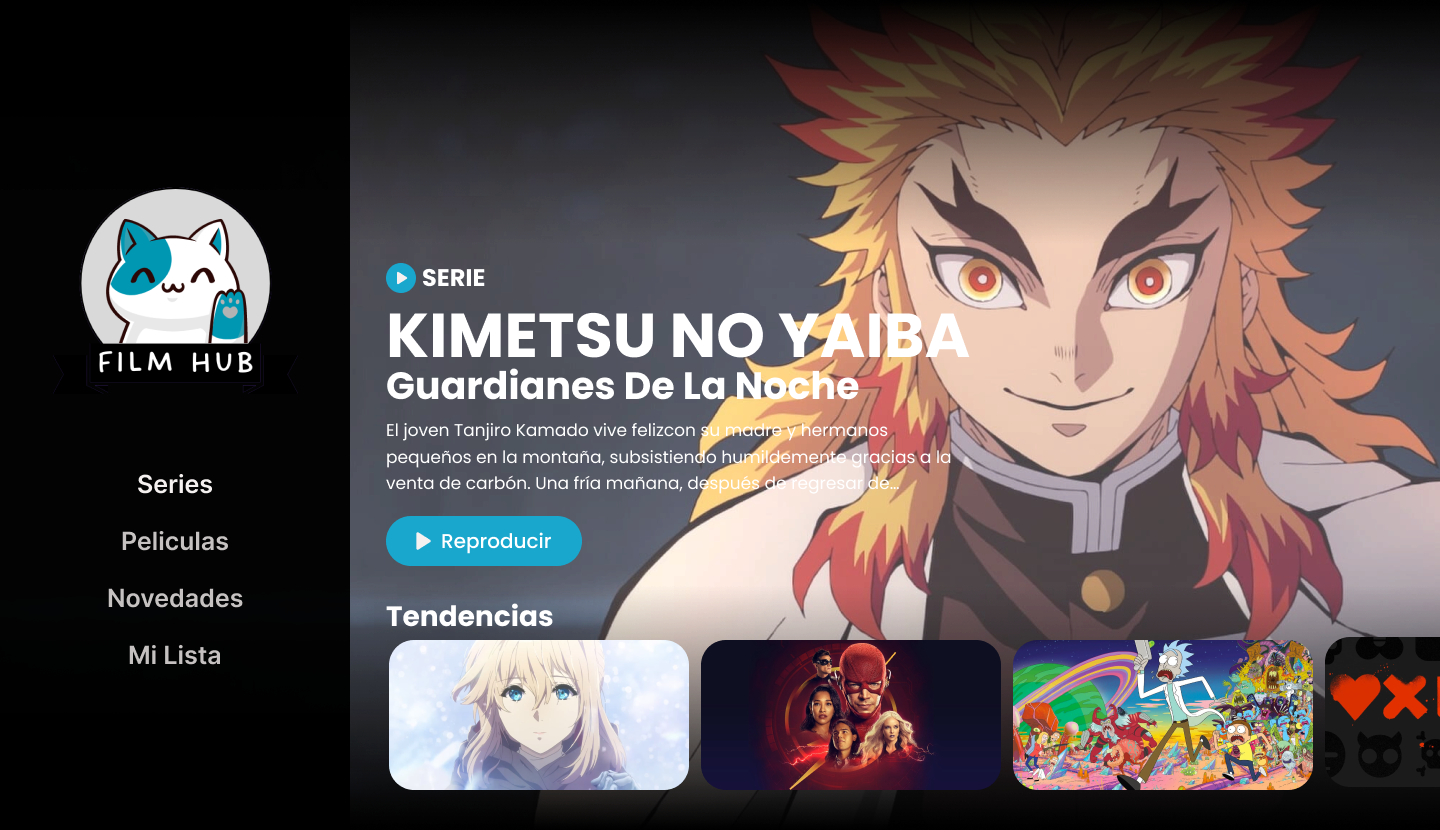 FILM HUB
Series
Peliculas
Novedades
Mi Lista
SERIE
KIMETSU NO YAIBA
Guardianes De La Noche
El joven Tanjiro Kamado vive felizcon su madre y hermanos
pequeños en la montaña, subsistiendo humildemente gracias a la
venta de carbón. Una fría mañana, después de regresar de...
Reproducir
Tendencias